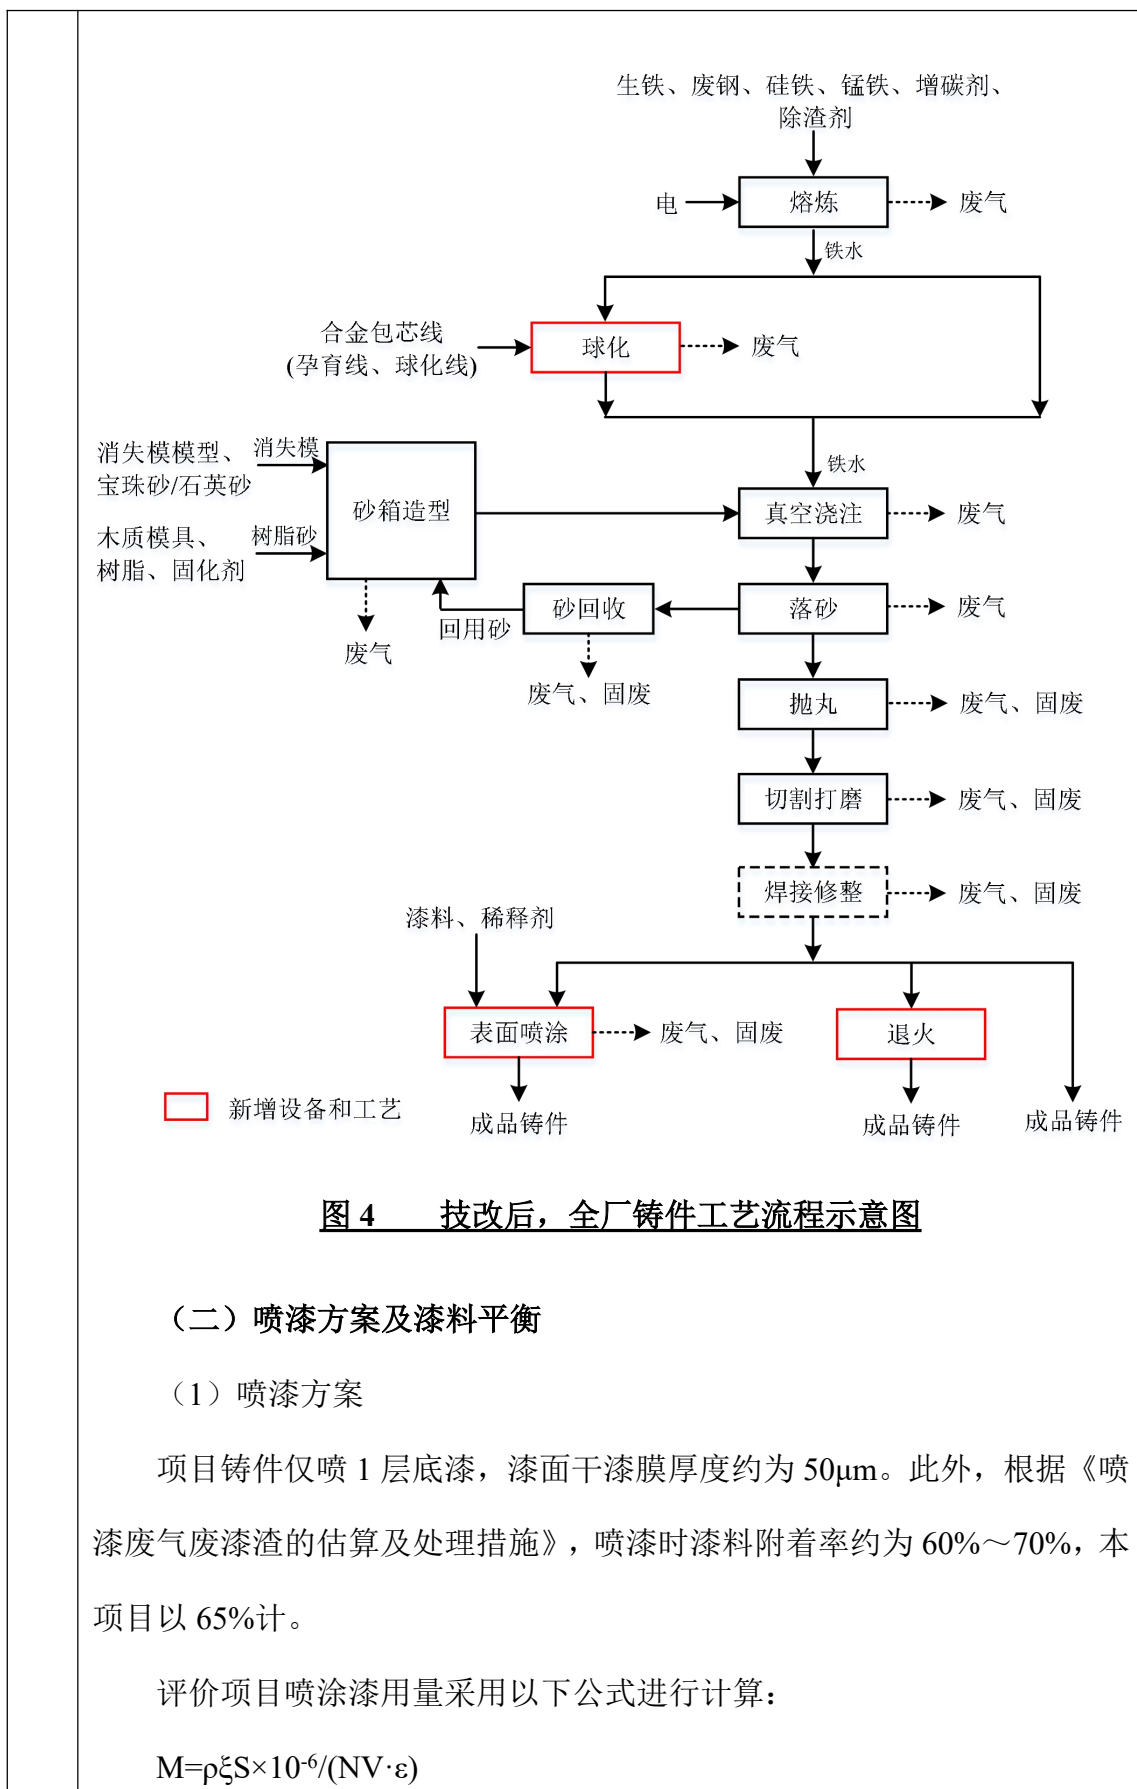 生铁、废钢、硅铁、锰铁、增碳剂、
除渣剂
电
熔炼
废气
铁水
合金包芯线
(孕育线、球化线)
球化
废气
消失模模型、
宝珠砂/石英砂
消失模
木质模具、
树脂、固化剂
树脂砂
砂箱造型
废气
铁水
真空浇注
废气
回用砂
砂回收
废气、固废
落砂
废气
抛丸
废气、固废
切割打磨
废气、固废
焊接修整
废气、固废
漆料、稀释剂
表面喷涂
废气、固废
退火
新增设备和工艺
成品铸件
成品铸件
成品铸件
图 4 技改后，全厂铸件工艺流程示意图
（二）喷漆方案及漆料平衡
（1）喷漆方案
项目铸件仅喷 1 层底漆，漆面干漆膜厚度约为 50μm。此外，根据《喷
漆废气废漆渣的估算及处理措施》，喷漆时漆料附着率约为 60%～70%，本
项目以 65%计。
评价项目喷涂漆用量采用以下公式进行计算：
M=ρξS×10⁻⁶/(NV·ε)